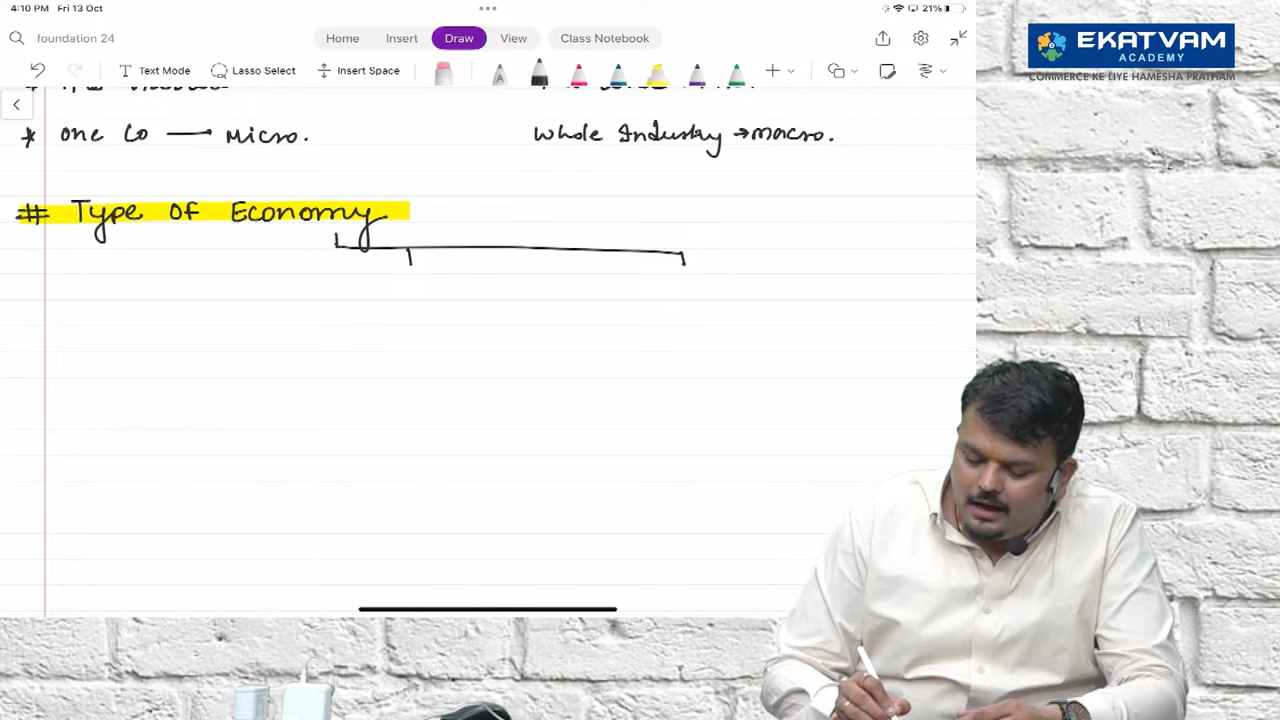 4:10 PM Fri 13 Oct
21%
foundation 24
Home Insert Draw View Class Notebook
Text Mode Lasso Select Insert Space
* One Co → Micro. Whole Industry → macro.
# Type Of Economy
EKATVAM
ACADEMY
COMMERCE KE LIYE HAMESHA PRATHAM